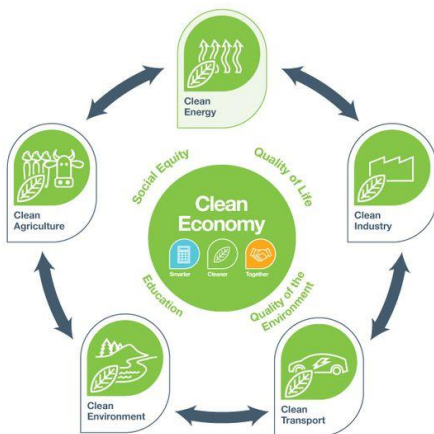 Clean
Energy
Social Equity
Quality of Life
Clean
Agriculture
Clean
Economy
Smarter
Cleaner
Together
Clean
Industry
Education
Quality of the
Environment
Clean
Environment
Clean
Transport